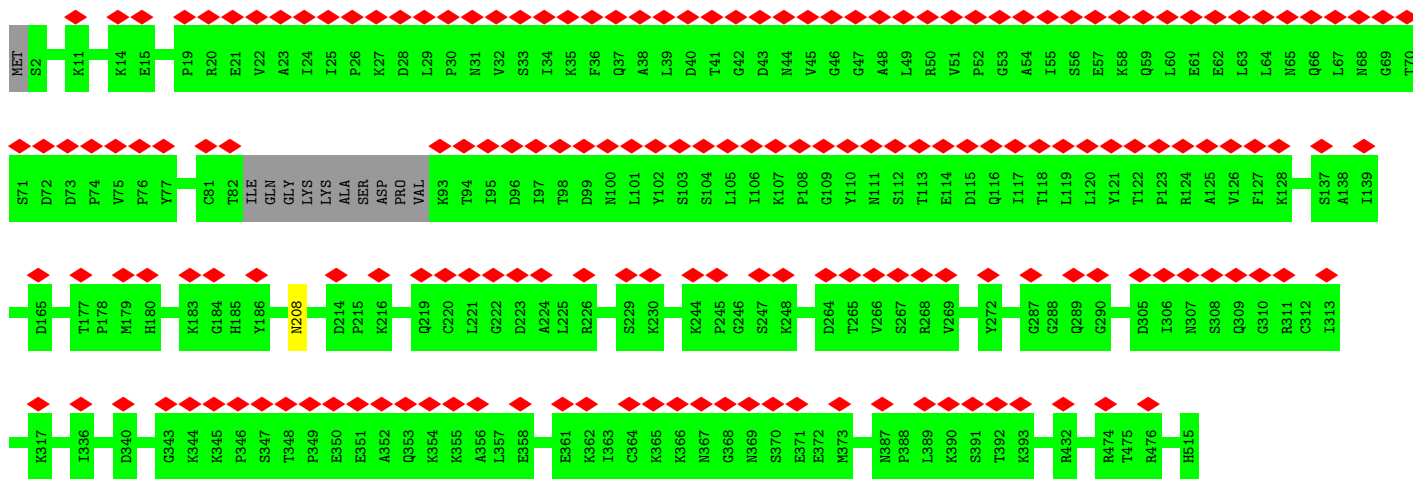 MET S2 K11 K14 E15 P19 R20 E21 V22 A23 I24 I25 P26 K27 D28 L29 P30 N31 V32 S33 I34 K35 F36 Q37 A38 L39 D40 T41 G42 D43 N44 V45 G46 G47 A48 L49 R50 V51 P52 G53 A54 I55 S56 E57 K58 Q59 L60 E61 E62 L63 L64 N65 Q66 L67 N68 G69 T70
S71 D72 D73 P74 V75 P76 Y77 C81 T82 ILE GLN GLY LYS LYS ALA SER ASP PRO VAL K93 T94 I95 D96 I97 T98 D99 N100 L101 Y102 S103 S104 L105 I106 K107 P108 G109 Y110 N111 S112 T113 E114 D115 Q116 I117 T118 L119 L120 Y121 T122 P123 R124 A125 V126 F127 K128 S137 A138 I139
D165 T177 P178 M179 H180 K183 G184 H185 Y186 N208 D214 P215 K216 Q219 C220 L221 G222 D223 A224 L225 R226 S229 K230 K244 P245 G246 S247 K248 D264 T265 V266 S267 R268 V269 Y272 G287 G288 Q289 G290 D305 I306 N307 S308 Q309 G310 R311 C312 I313
K317 I336 D340 G343 K344 K345 P346 S347 T348 P349 E350 E351 A352 Q353 K354 K355 A356 L357 E358 E361 K362 I363 C364 K365 K366 N367 G368 N369 S370 E371 E372 M373 N387 P388 L389 K390 S391 T392 K393 R432 R474 T475 R476 H515